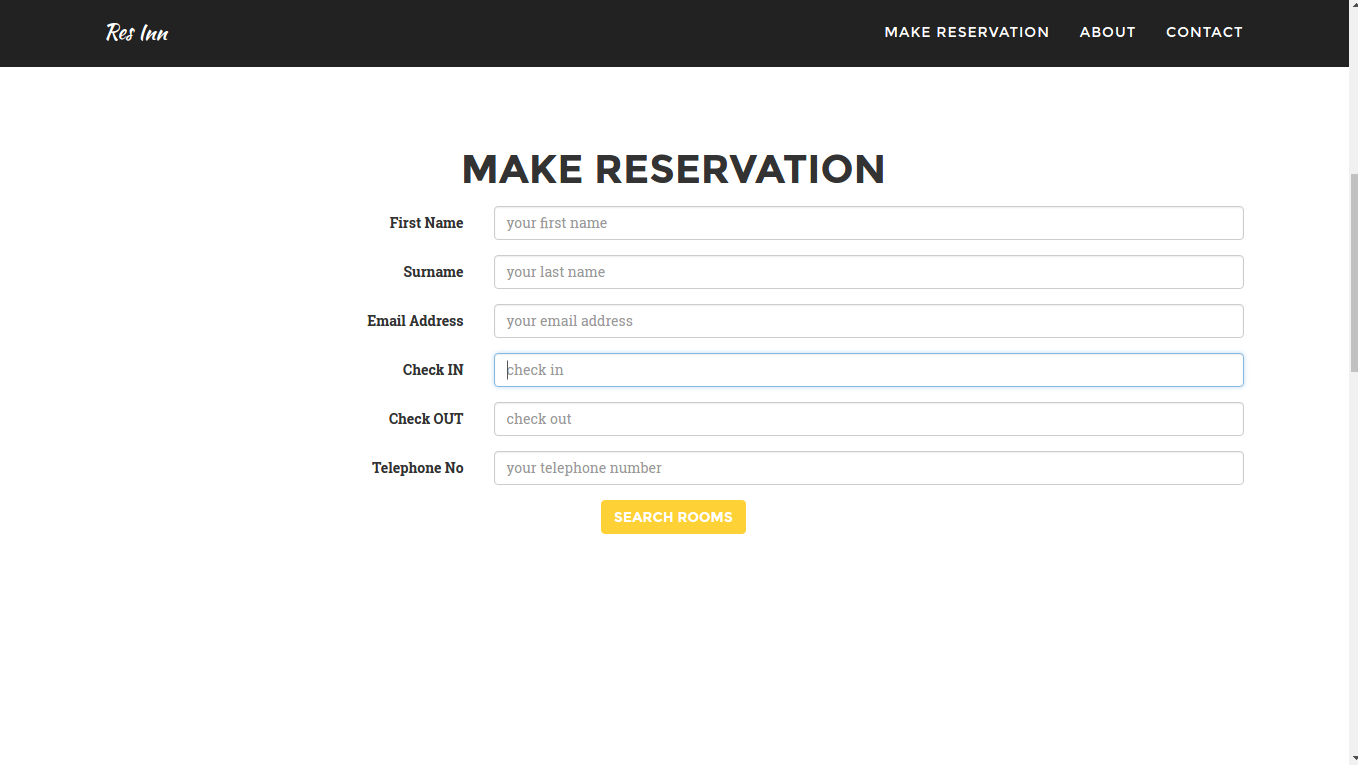 Res Inn
MAKE RESERVATION ABOUT CONTACT
MAKE RESERVATION
First Name your first name
Surname your last name
Email Address your email address
Check IN check in
Check OUT check out
Telephone No your telephone number
SEARCH ROOMS